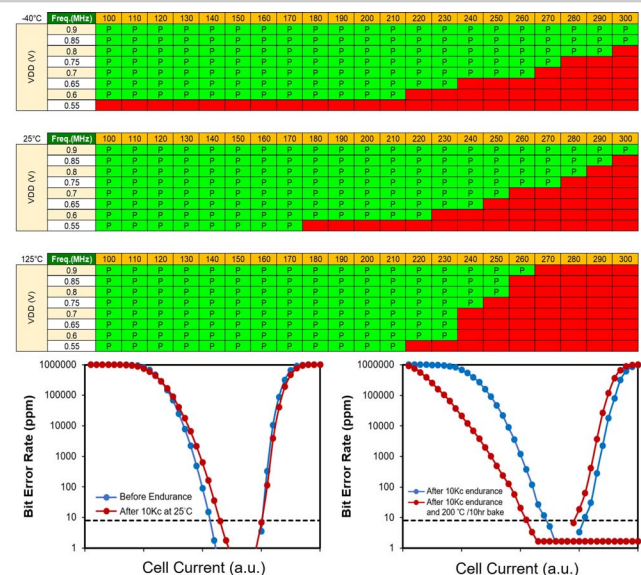 -40°C Freq.(MHz) 100 110 120 130 140 150 160 170 180 190 200 210 220 230 240 250 260 270 280 290 300
VDD (V)
0.9 P P P P P P P P P P P P P P P P P P P P P
0.85 P P P P P P P P P P P P P P P P P P P P P
0.8 P P P P P P P P P P P P P P P P P P P P
0.75 P P P P P P P P P P P P P P P P P P
0.7 P P P P P P P P P P P P P P P P P
0.65 P P P P P P P P P P P P P P
0.6 P P P P P P P P P P P P
0.55
25°C Freq.(MHz) 100 110 120 130 140 150 160 170 180 190 200 210 220 230 240 250 260 270 280 290 300
VDD (V)
0.9 P P P P P P P P P P P P P P P P P P P P P
0.85 P P P P P P P P P P P P P P P P P P P P
0.8 P P P P P P P P P P P P P P P P P P P
0.75 P P P P P P P P P P P P P P P P P P
0.7 P P P P P P P P P P P P P P P P
0.65 P P P P P P P P P P P P P P P
0.6 P P P P P P P P P P P P P
0.55 P P P P P P P P
125°C Freq.(MHz) 100 110 120 130 140 150 160 170 180 190 200 210 220 230 240 250 260 270 280 290 300
VDD (V)
0.9 P P P P P P P P P P P P P P P P P
0.85 P P P P P P P P P P P P P P P P
0.8 P P P P P P P P P P P P P P P P
0.75 P P P P P P P P P P P P P P P
0.7 P P P P P P P P P P P P P P
0.65 P P P P P P P P P P P P P P
0.6 P P P P P P P P P P P P P P
0.55 P P P P P P P P P P P P
Bit Error Rate (ppm)
1000000
100000
10000
1000
100
10
1
Before Endurance
After 10Kc at 25°C
Cell Current (a.u.)
Bit Error Rate (ppm)
1000000
100000
10000
1000
100
10
1
After 10Kc endurance
After 10Kc endurance
and 200 °C /10hr bake
Cell Current (a.u.)